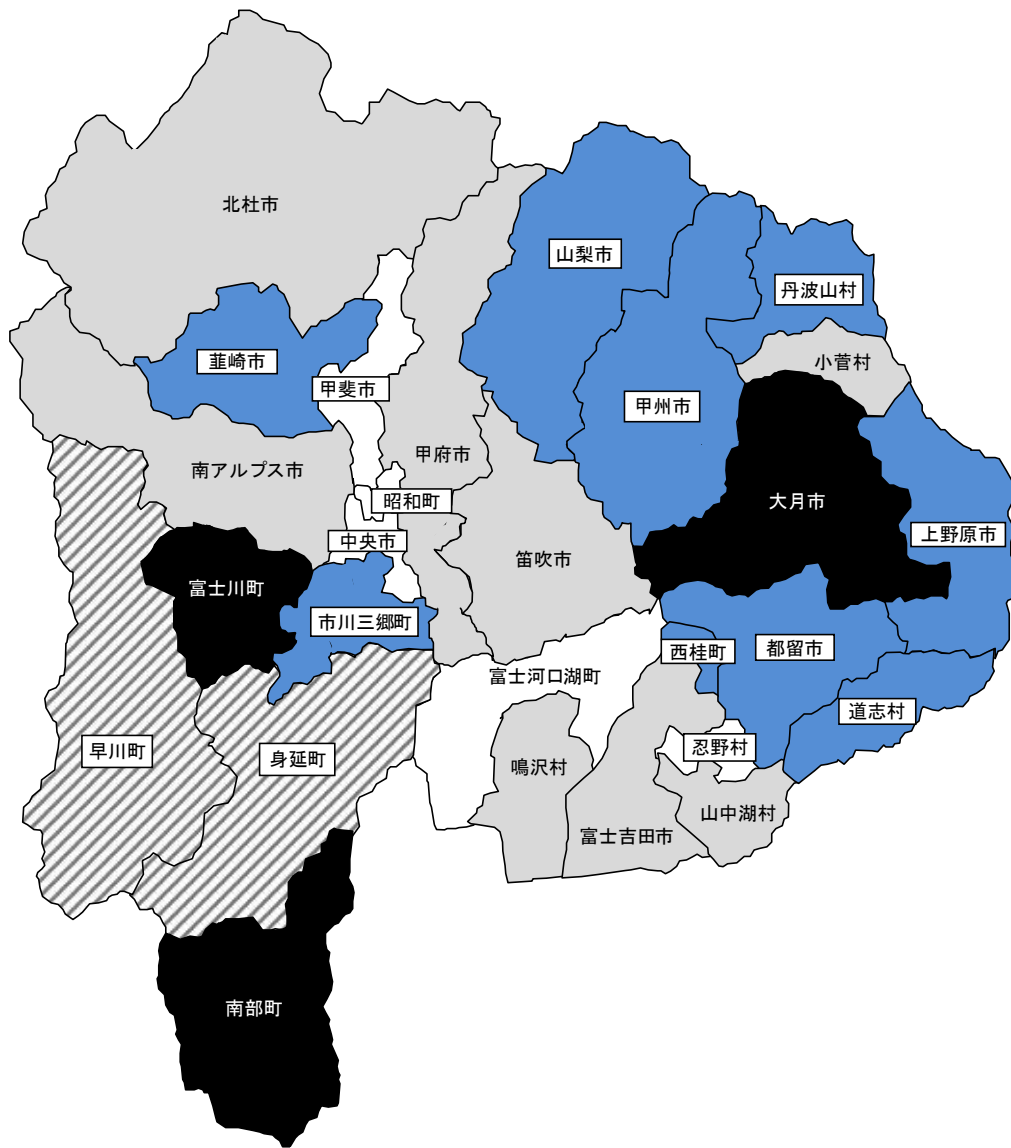 北杜市
山梨市
丹波山村
韮崎市
甲斐市
小菅村
甲州市
甲府市
南アルプス市
昭和町
大月市
中央市
上野原市
笛吹市
富士川町
市川三郷町
西桂町
都留市
富士河口湖町
道志村
早川町
身延町
忍野村
鳴沢村
山中湖村
富士吉田市
南部町